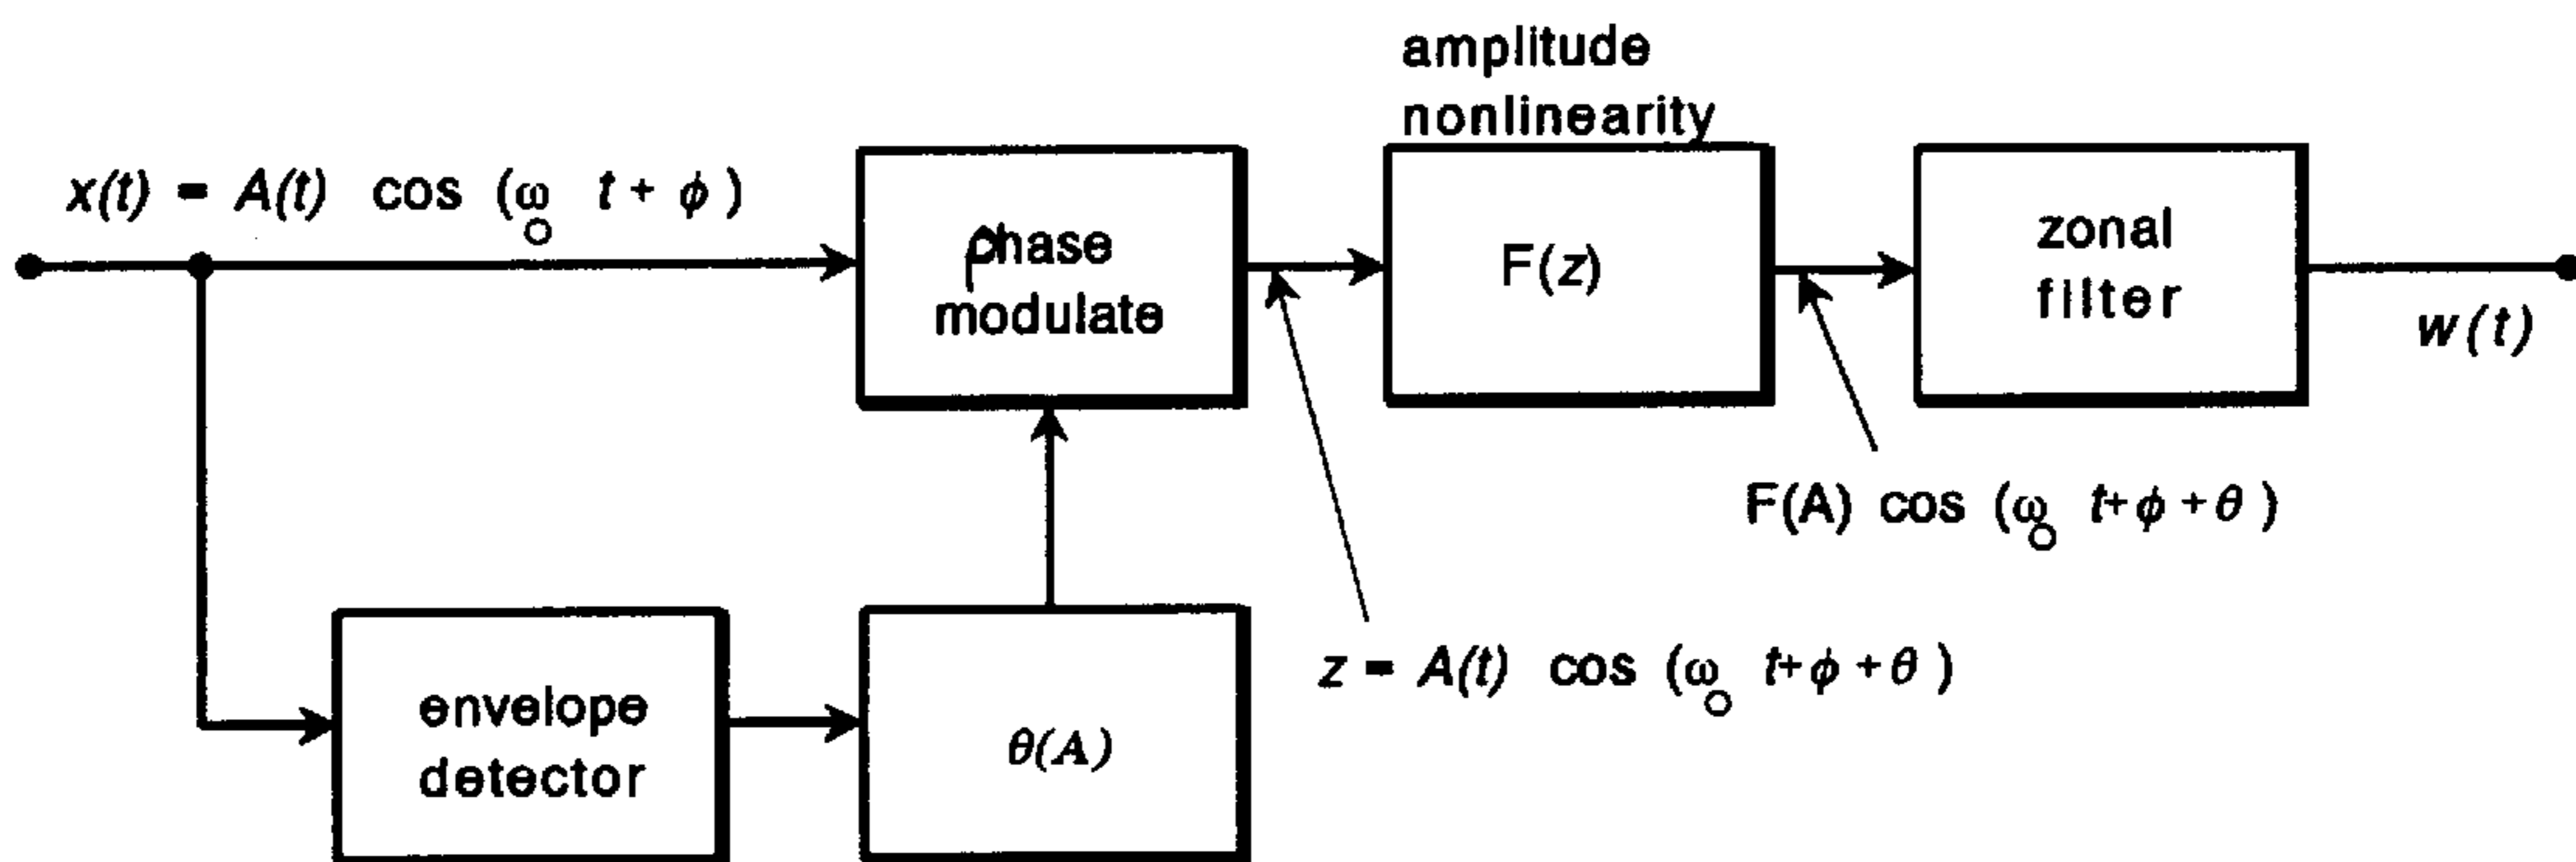 amplitude
nonlinearity
x(t) = A(t) cos (ω₀ t + ϕ)
phase
modulate
F(z)
zonal
filter
w(t)
F(A) cos (ω₀ t+ϕ+θ)
z = A(t) cos (ω₀ t+ϕ+θ)
envelope
detector
θ(A)